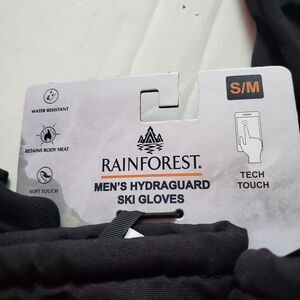 S/M
WATER RESISTANT
RETAINS BODY HEAT
SOFT TOUCH
RAINFOREST.
MEN'S HYDRAGUARD
SKI GLOVES
TECH
TOUCH